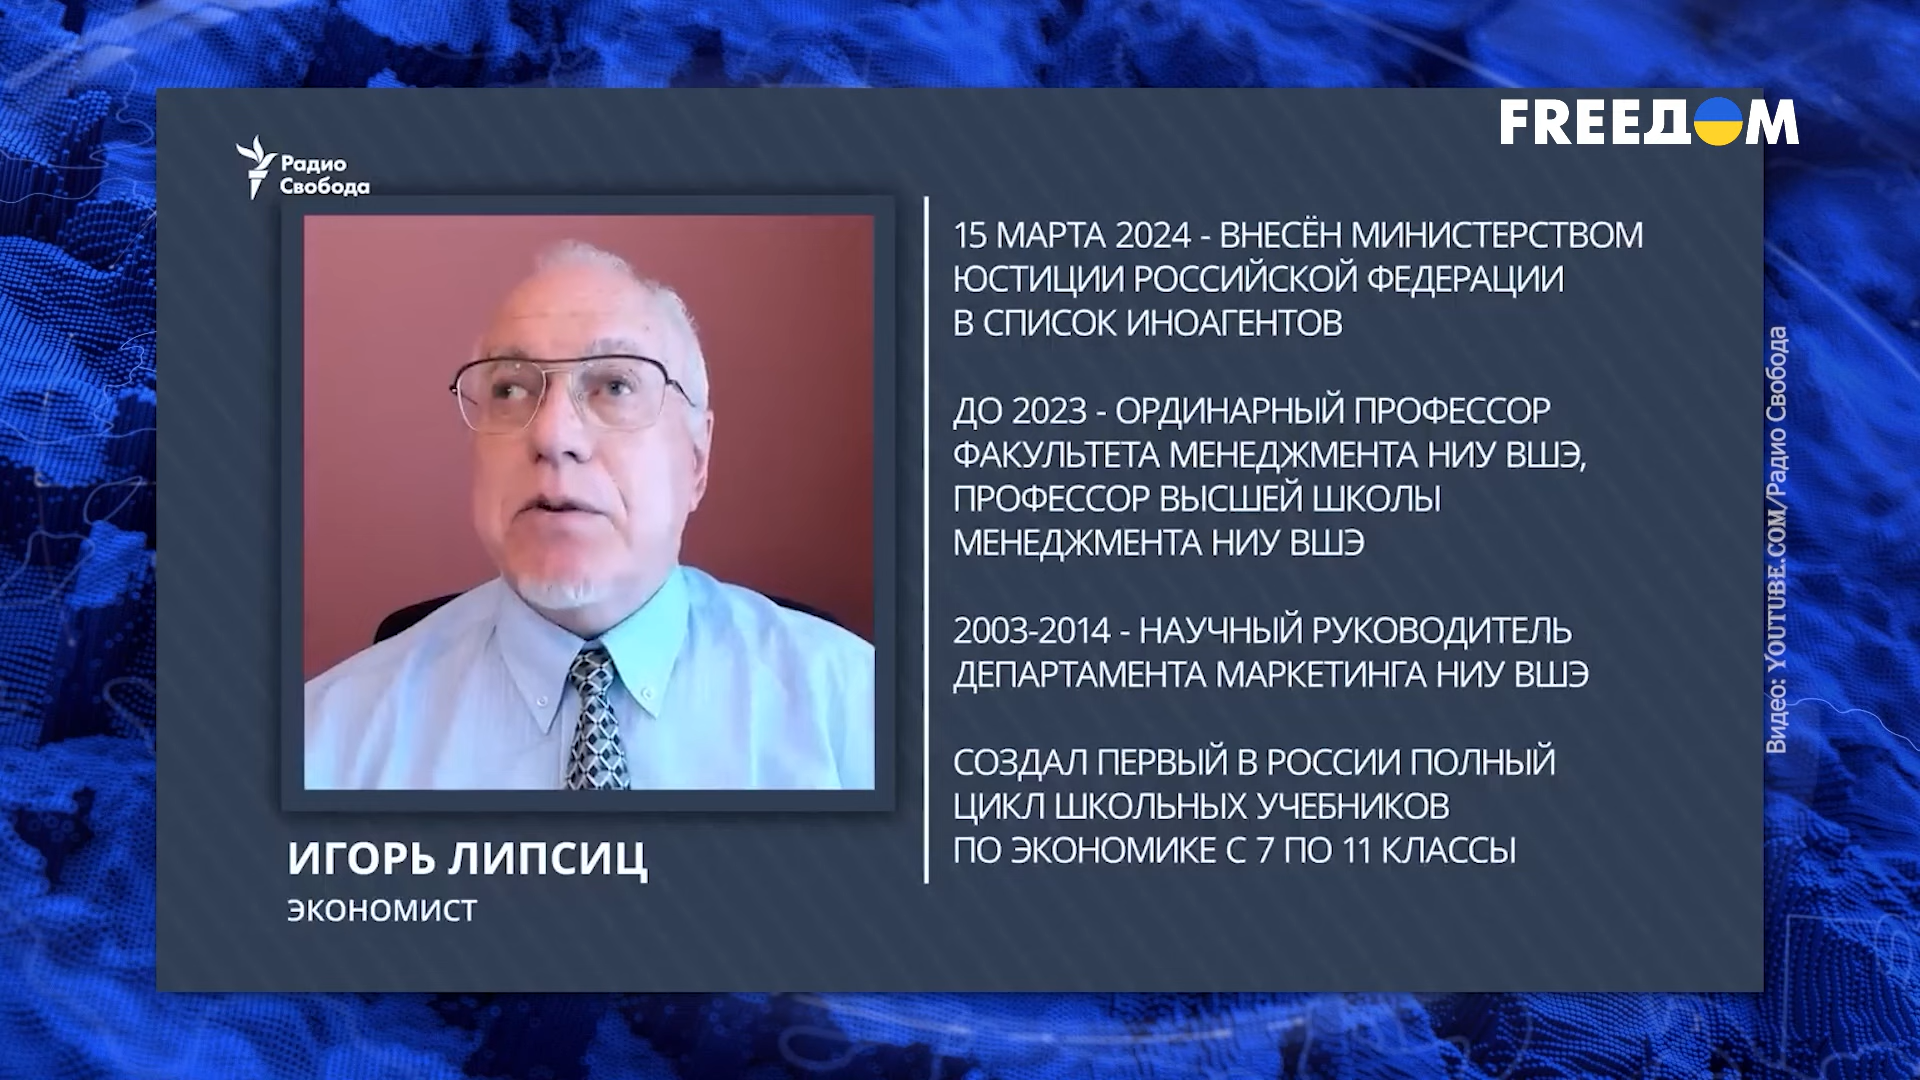 FREEДOM
Радио
Свобода
15 МАРТА 2024 - ВНЕСЁН МИНИСТЕРСТВОМ
ЮСТИЦИИ РОССИЙСКОЙ ФЕДЕРАЦИИ
В СПИСОК ИНОАГЕНТОВ
ДО 2023 - ОРДИНАРНЫЙ ПРОФЕССОР
ФАКУЛЬТЕТА МЕНЕДЖМЕНТА НИУ ВШЭ,
ПРОФЕССОР ВЫСШЕЙ ШКОЛЫ
МЕНЕДЖМЕНТА НИУ ВШЭ
2003-2014 - НАУЧНЫЙ РУКОВОДИТЕЛЬ
ДЕПАРТАМЕНТА МАРКЕТИНГА НИУ ВШЭ
СОЗДАЛ ПЕРВЫЙ В РОССИИ ПОЛНЫЙ
ЦИКЛ ШКОЛЬНЫХ УЧЕБНИКОВ
ПО ЭКОНОМИКЕ С 7 ПО 11 КЛАССЫ
ИГОРЬ ЛИПСИЦ
ЭКОНОМИСТ
Видео: YOUTUBE.COM/Радио Свобода